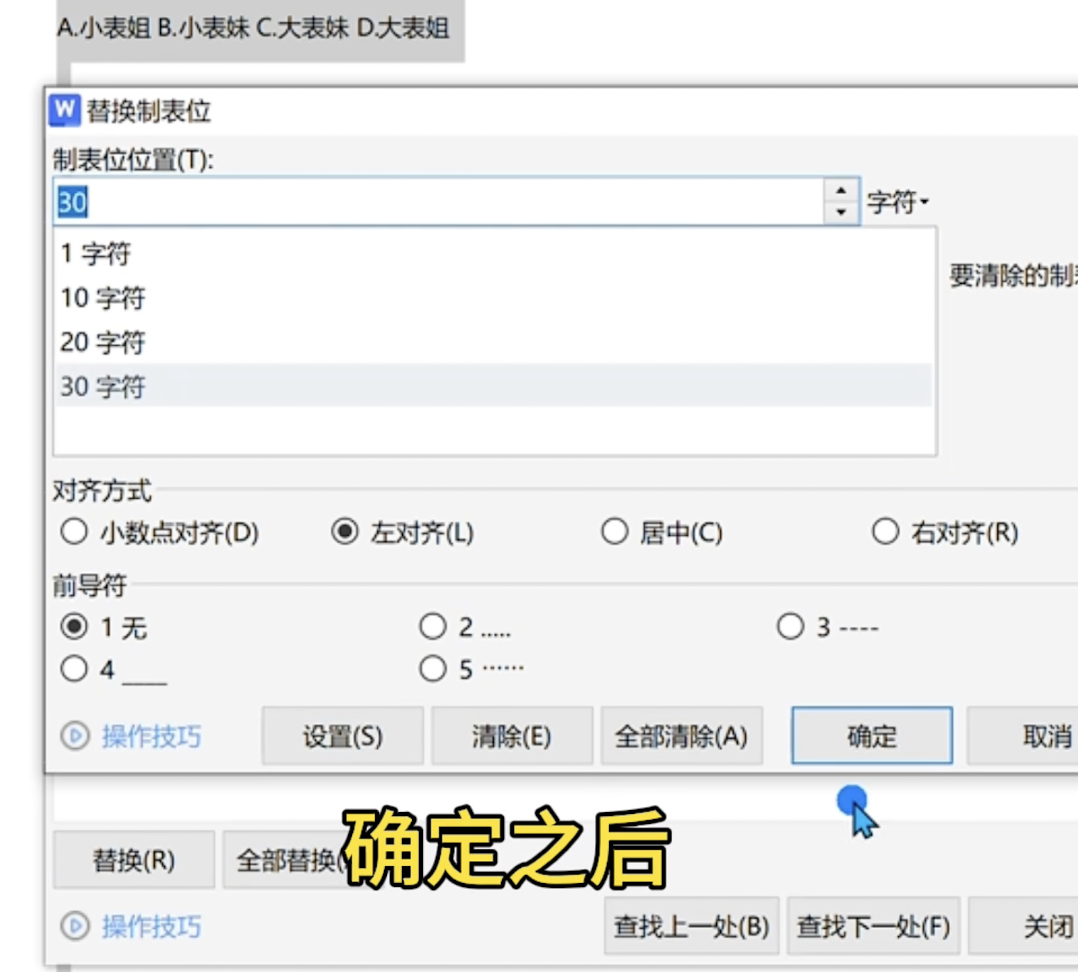 A.小表姐 B.小表妹 C.大表妹 D.大表姐
W 替换制表位
制表位位置(T):
30 字符
1 字符
10 字符
20 字符
30 字符
要清除的制
对齐方式
小数点对齐(D) 左对齐(L) 居中(C) 右对齐(R)
前导符
1 无 2 ..... 3 ----
4 ____ 5 ······
操作技巧 设置(S) 清除(E) 全部清除(A) 确定 取消
确定之后
替换(R) 全部替换(
操作技巧 查找上一处(B) 查找下一处(F) 关闭